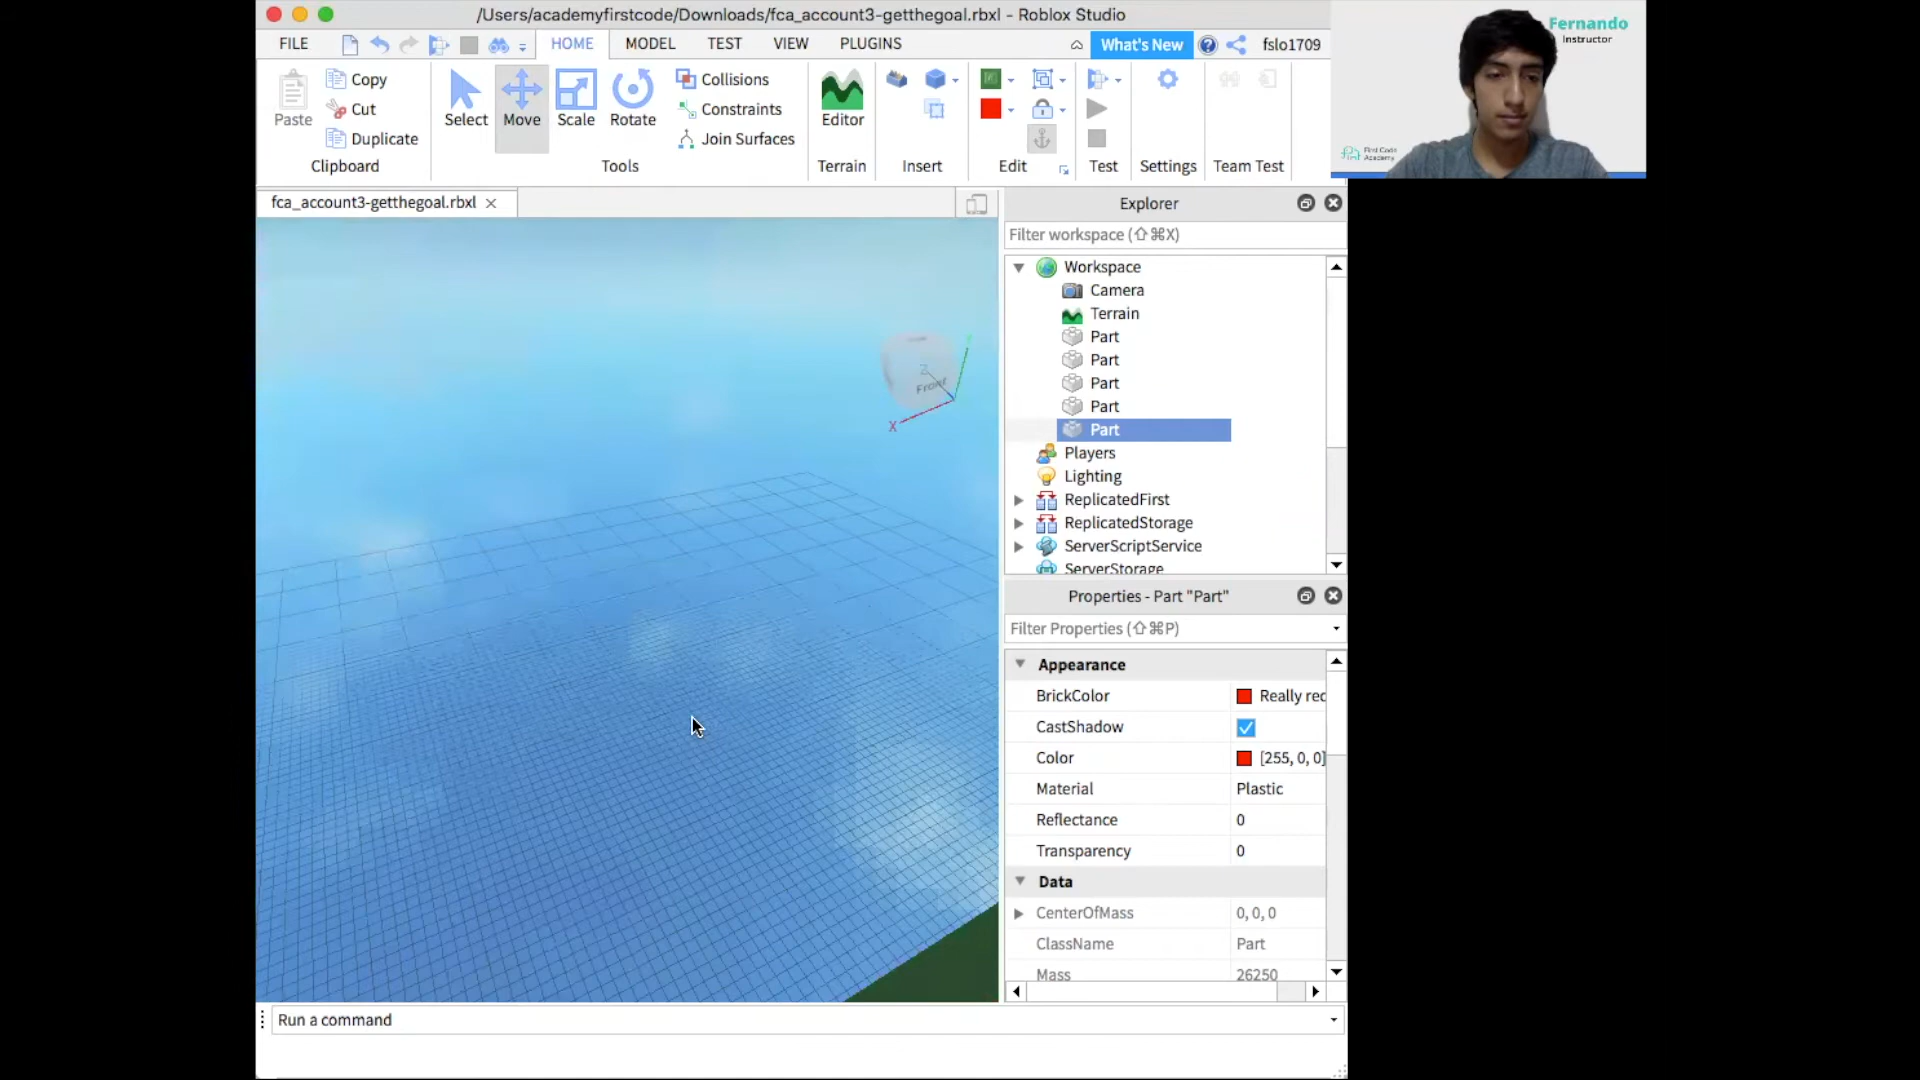 /Users/academyfirstcode/Downloads/fca_account3-getthegoal.rbxl - Roblox Studio
Fernando
Instructor
First Code
Academy
FILE HOME MODEL TEST VIEW PLUGINS What's New fslo1709
Paste Copy Cut Duplicate
Clipboard
Select Move Scale Rotate Collisions Constraints Join Surfaces
Tools
Editor
Terrain
Insert
Edit
Test
Settings
Team Test
fca_account3-getthegoal.rbxl
Front
Z
X
Explorer
Filter workspace (⇧⌘X)
Workspace
Camera
Terrain
Part
Part
Part
Part
Part
Players
Lighting
ReplicatedFirst
ReplicatedStorage
ServerScriptService
ServerStorage
Properties - Part "Part"
Filter Properties (⇧⌘P)
Appearance
BrickColor Really red
CastShadow
Color [255, 0, 0]
Material Plastic
Reflectance 0
Transparency 0
Data
CenterOfMass 0, 0, 0
ClassName Part
Mass 26250
Run a command